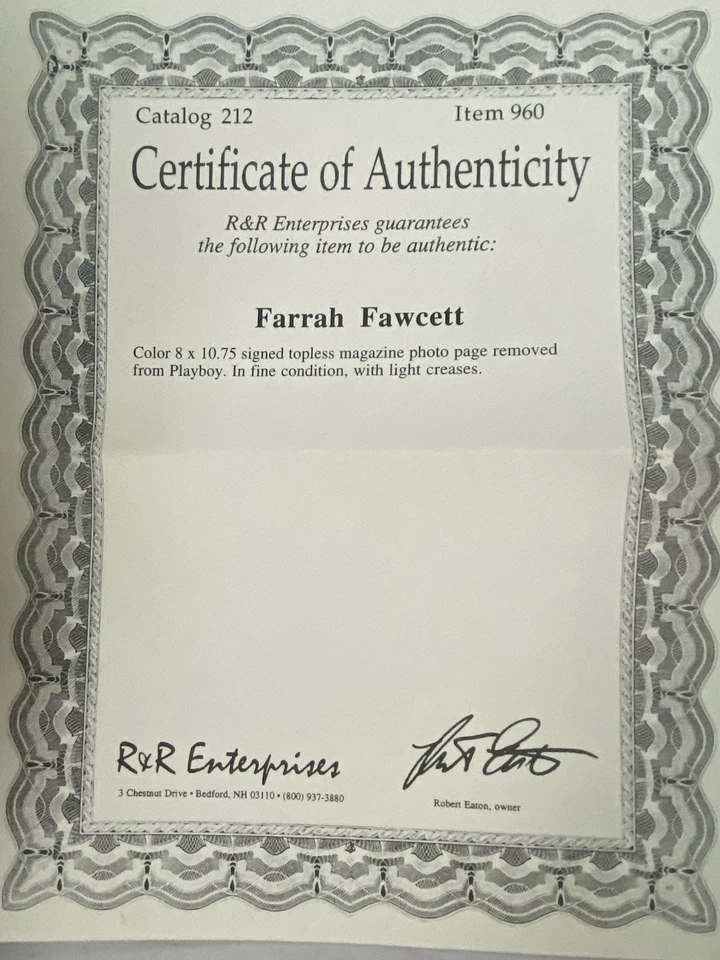 Catalog 212 Item 960
Certificate of Authenticity
R&R Enterprises guarantees
the following item to be authentic:
Farrah Fawcett
Color 8 x 10.75 signed topless magazine photo page removed
from Playboy. In fine condition, with light creases.
R&R Enterprises
3 Chestnut Drive • Bedford, NH 03110 • (800) 937-3880
Robert Eaton, owner